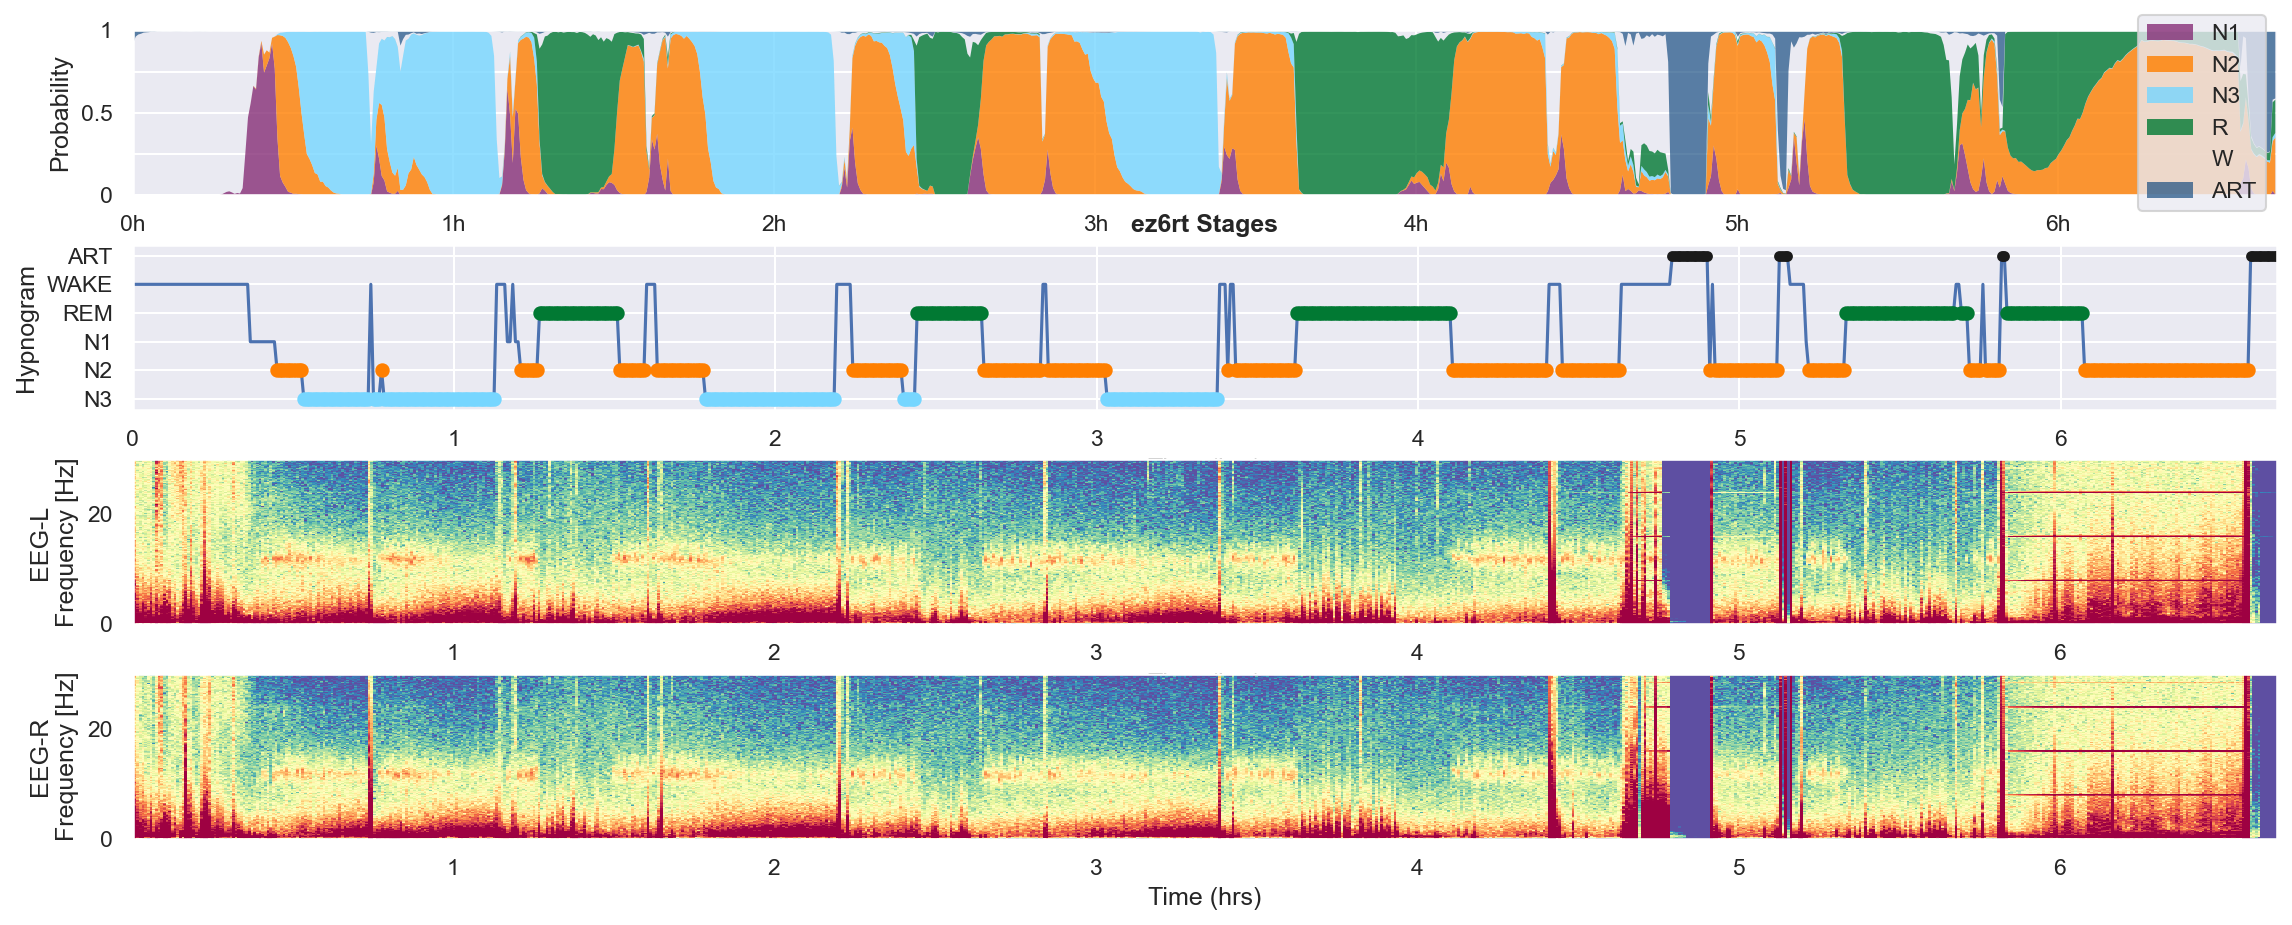 Probability
1
0.5
0
N1
N2
N3
R
W
ART
0h 1h 2h 3h 4h 5h 6h
ez6rt Stages
Hypnogram
ART
WAKE
REM
N1
N2
N3
0 1 2 3 4 5 6
EEG-L
Frequency [Hz]
20
0
1 2 3 4 5 6
EEG-R
Frequency [Hz]
20
0
1 2 3 4 5 6
Time (hrs)